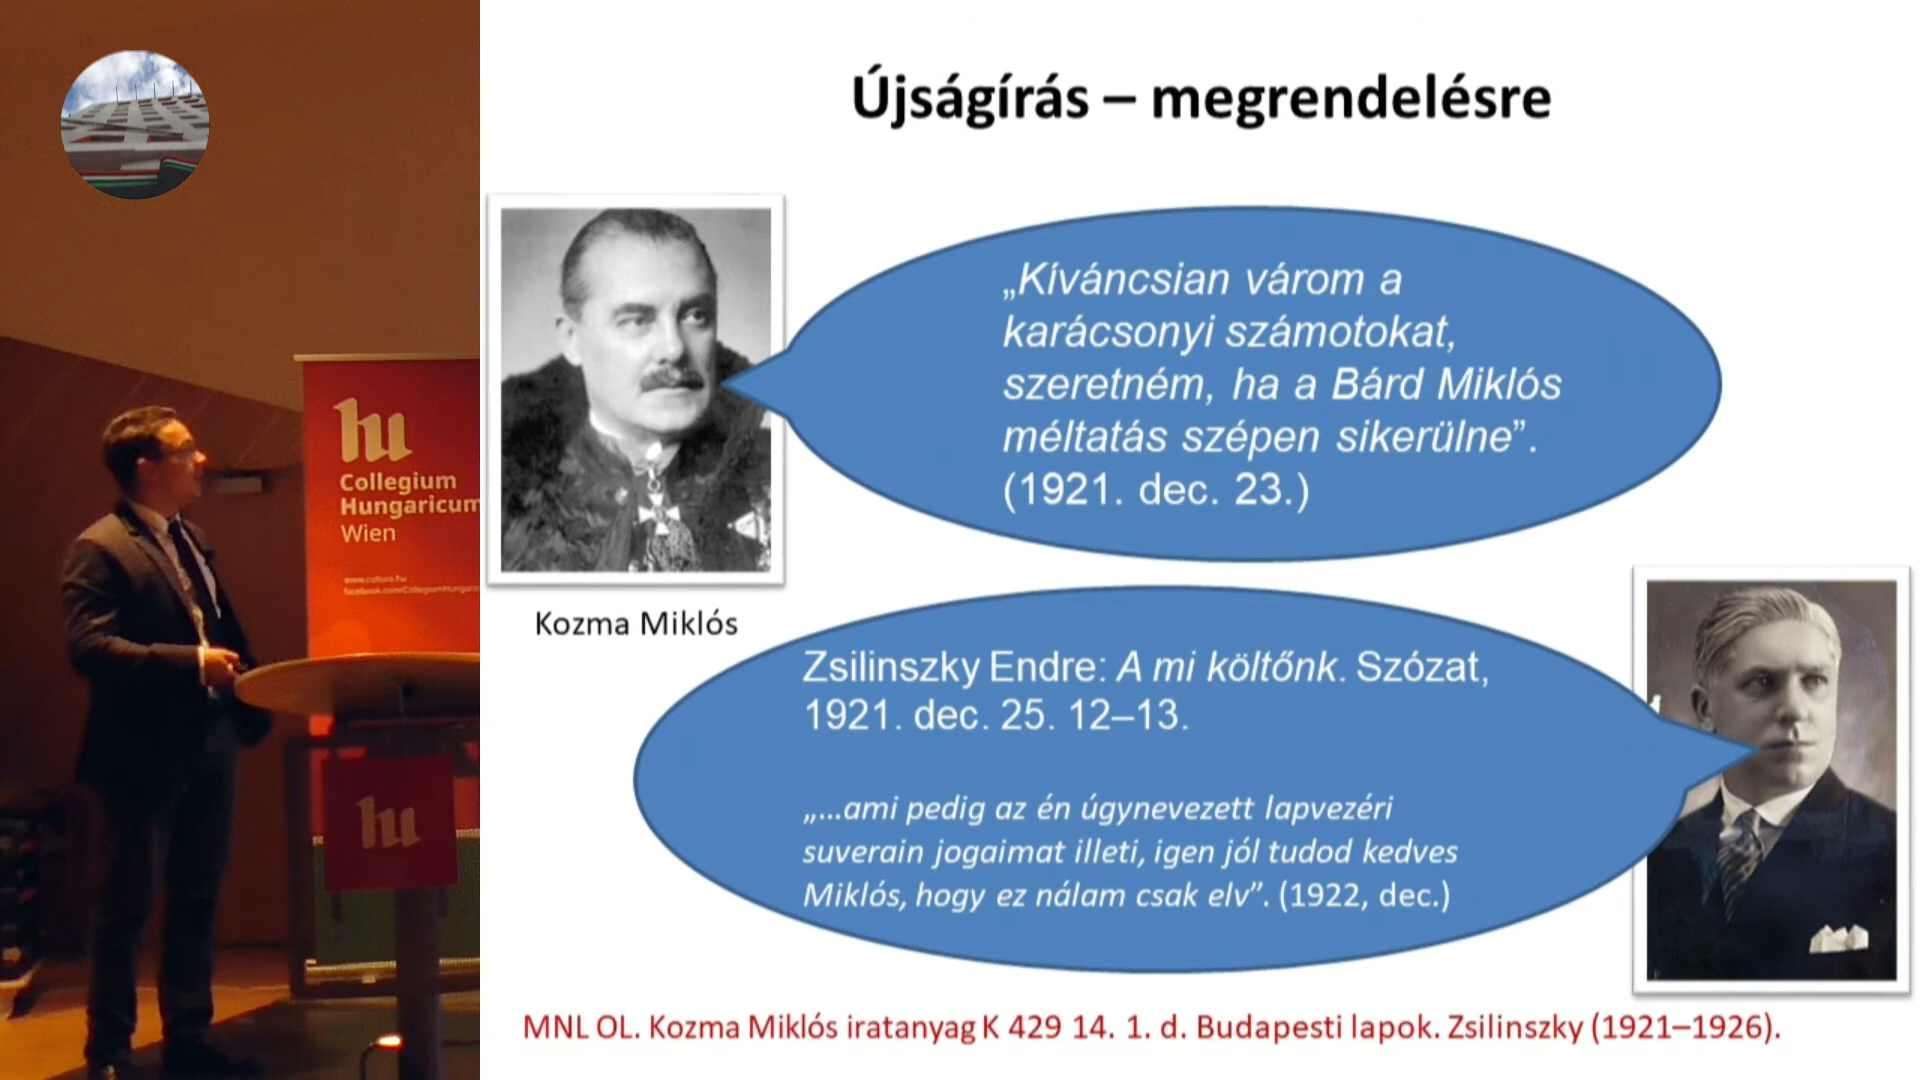 Újságírás – megrendelésre
„Kíváncsian várom a
karácsonyi számotokat,
szeretném, ha a Bárd Miklós
méltatás szépen sikerülne”.
(1921. dec. 23.)
Kozma Miklós
Zsilinszky Endre: A mi költőnk. Szózat,
1921. dec. 25. 12–13.
„…ami pedig az én úgynevezett lapvezéri
suverain jogaimat illeti, igen jól tudod kedves
Miklós, hogy ez nálam csak elv”. (1922, dec.)
MNL OL. Kozma Miklós iratanyag K 429 14. 1. d. Budapesti lapok. Zsilinszky (1921–1926).
hu
Collegium
Hungaricum
Wien
hu